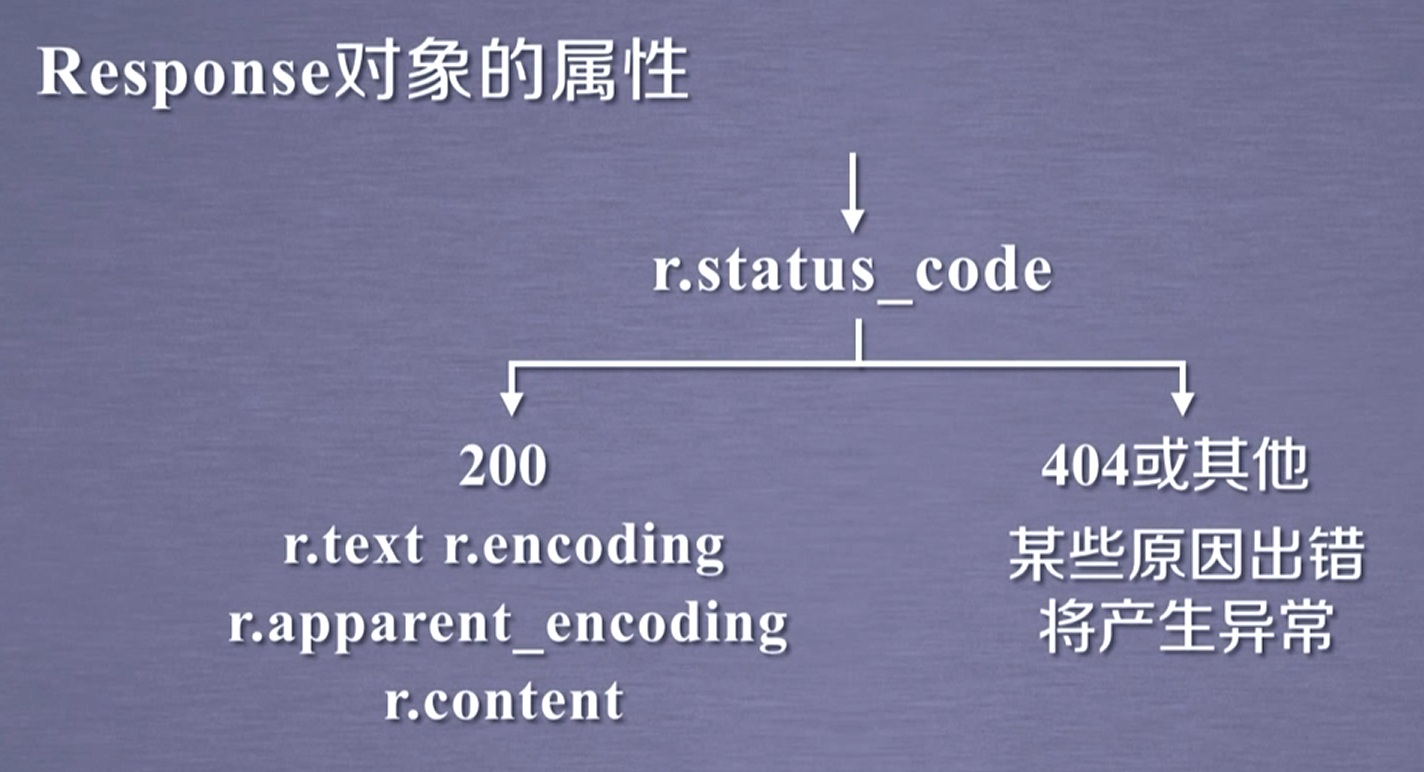 Response对象的属性
r.status_code
200
404或其他
r.text r.encoding
某些原因出错
r.apparent_encoding
将产生异常
r.content